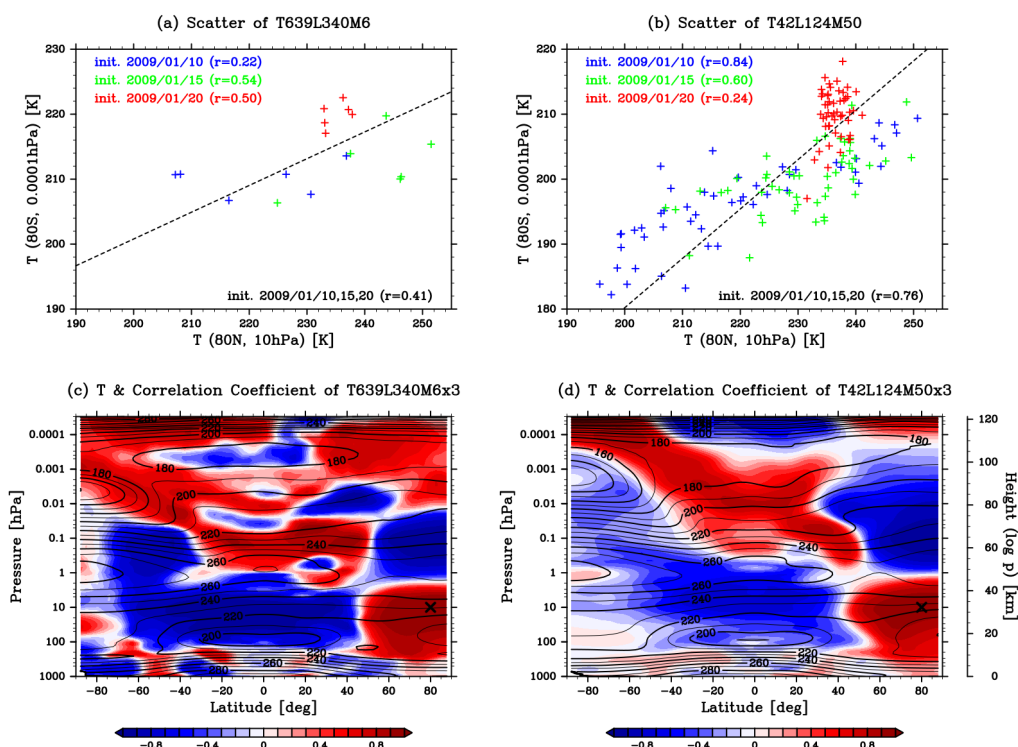 (a) Scatter of T639L340M6
230
220
210
200
190
T (80S, 0.0001hPa) [K]
init. 2009/01/10 (r=0.22)
init. 2009/01/15 (r=0.54)
init. 2009/01/20 (r=0.50)
init. 2009/01/10,15,20 (r=0.41)
190 200 210 220 230 240 250
T (80N, 10hPa) [K]
(b) Scatter of T42L124M50
220
210
200
190
180
T (80S, 0.0001hPa) [K]
init. 2009/01/10 (r=0.84)
init. 2009/01/15 (r=0.60)
init. 2009/01/20 (r=0.24)
init. 2009/01/10,15,20 (r=0.76)
190 200 210 220 230 240 250
T (80N, 10hPa) [K]
(c) T & Correlation Coefficient of T639L340M6x3
0.0001
0.001
0.01
0.1
1
10
100
1000
Pressure [hPa]
200
180
180
200
220
240
260
260
240
220
200
220
240
260
280
-80 -60 -40 -20 0 20 40 60 80
Latitude [deg]
-0.8 -0.4 0 0.4 0.8
(d) T & Correlation Coefficient of T42L124M50x3
0.0001
0.001
0.01
0.1
1
10
100
1000
Pressure [hPa]
200
180
180
200
220
240
260
260
240
220
200
220
240
260
280
-80 -60 -40 -20 0 20 40 60 80
Latitude [deg]
120
100
80
60
40
20
0
Height (log p) [km]
-0.8 -0.4 0 0.4 0.8